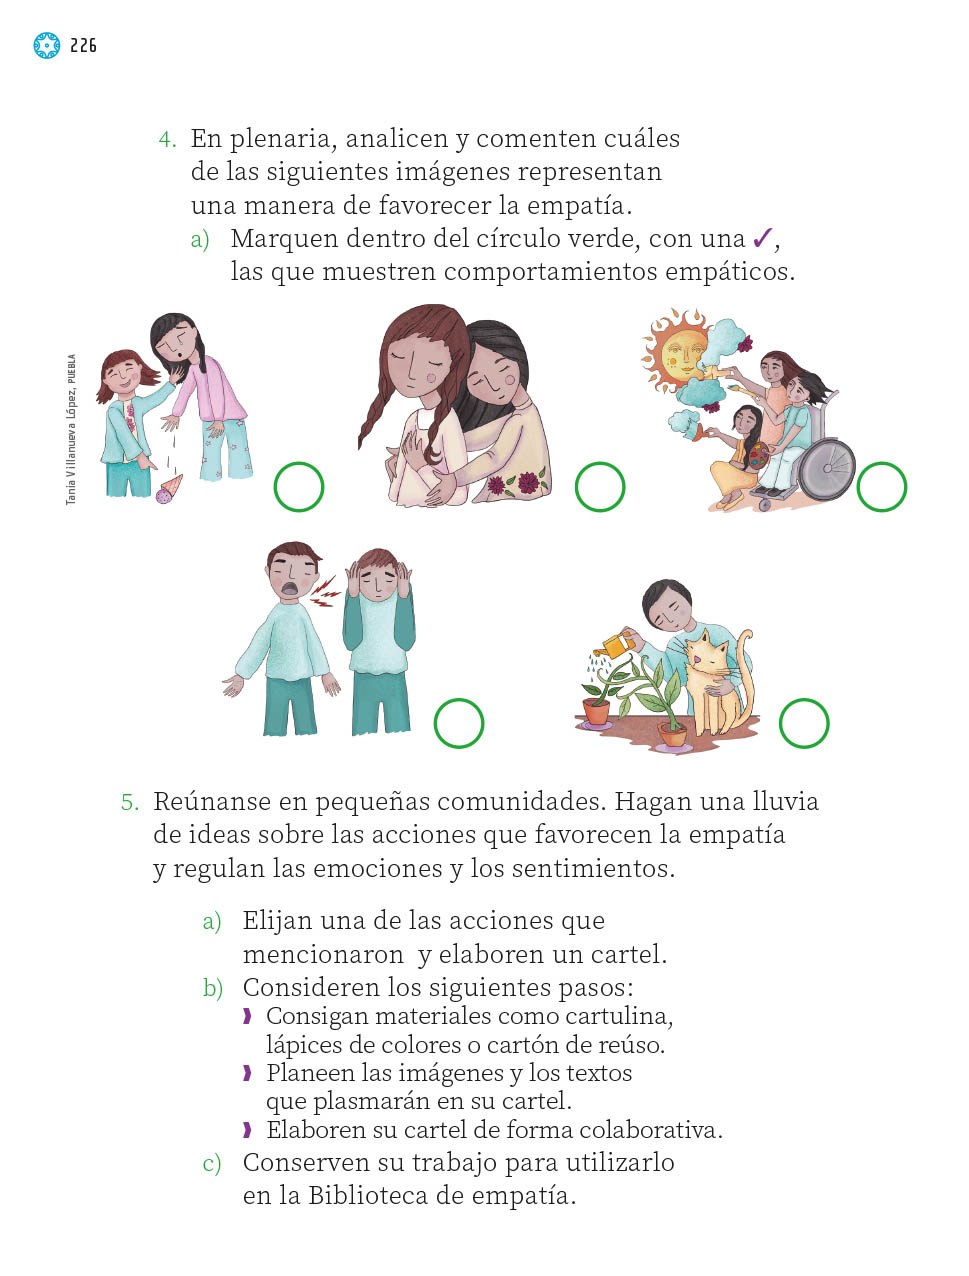 226
4. En plenaria, analicen y comenten cuáles
de las siguientes imágenes representan
una manera de favorecer la empatía.
a) Marquen dentro del círculo verde, con una ✓,
las que muestren comportamientos empáticos.
Tania Villanueva López, PUEBLA
5. Reúnanse en pequeñas comunidades. Hagan una lluvia
de ideas sobre las acciones que favorecen la empatía
y regulan las emociones y los sentimientos.
a) Elijan una de las acciones que
mencionaron y elaboren un cartel.
b) Consideren los siguientes pasos:
Consigan materiales como cartulina,
lápices de colores o cartón de reúso.
Planeen las imágenes y los textos
que plasmarán en su cartel.
Elaboren su cartel de forma colaborativa.
c) Conserven su trabajo para utilizarlo
en la Biblioteca de empatía.